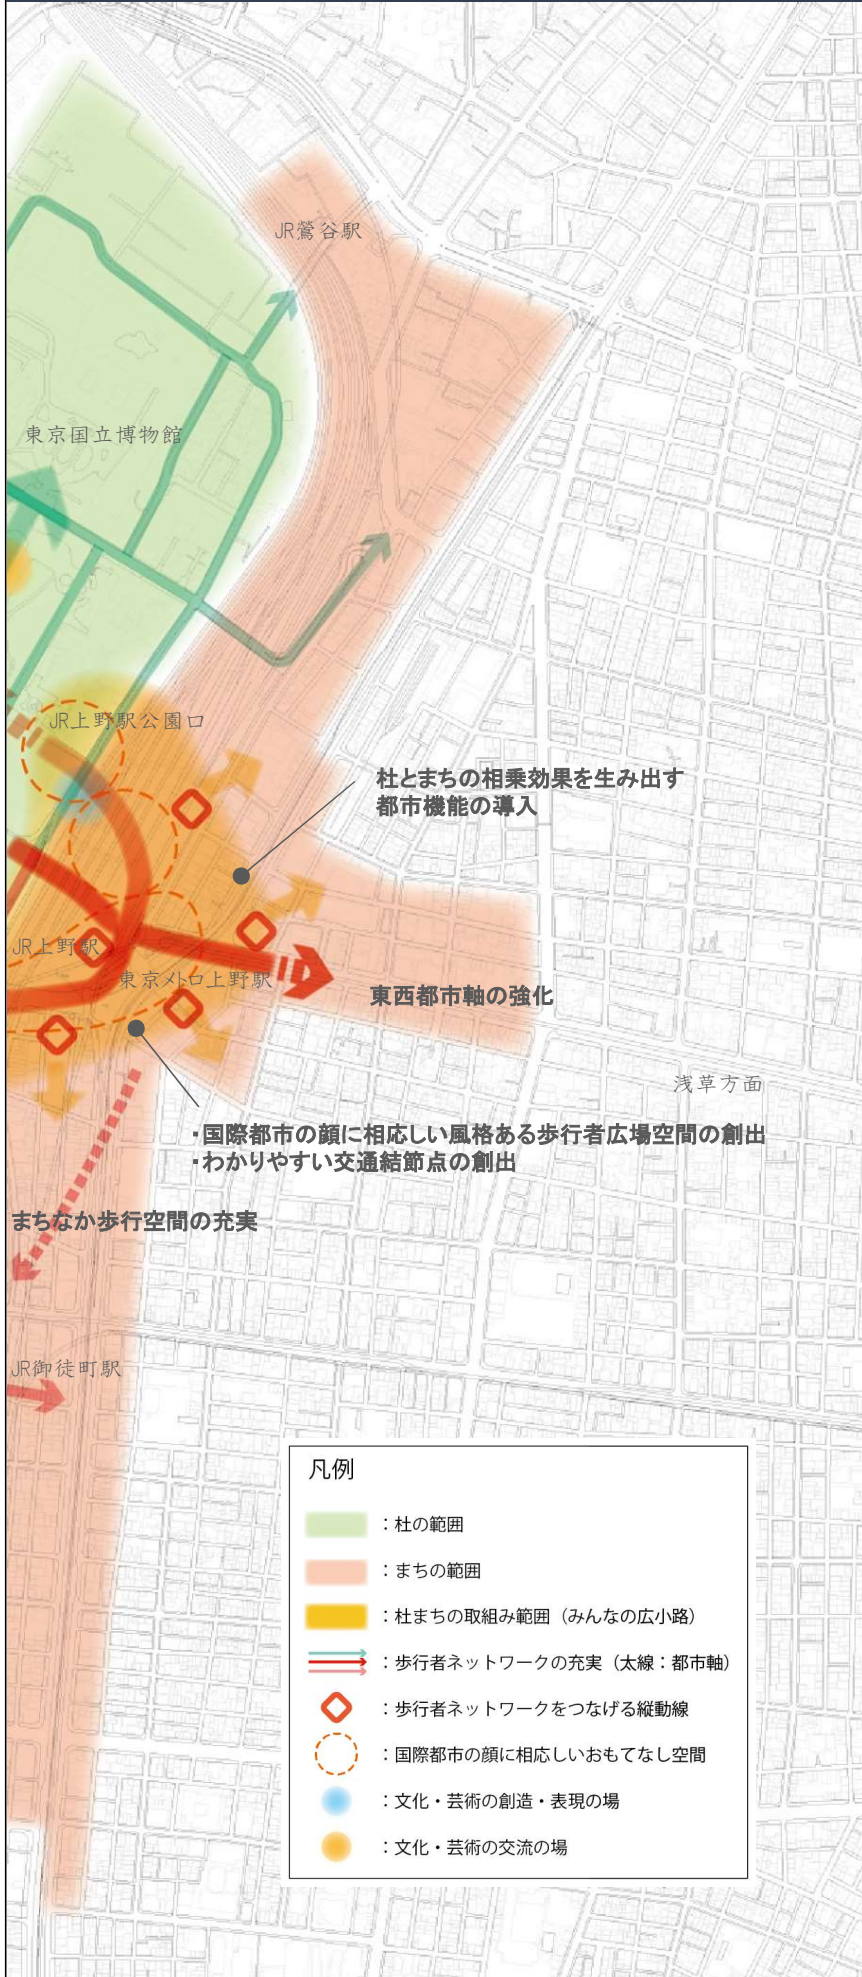 JR鶯谷駅
東京国立博物館
JR上野駅公園口
杜とまちの相乗効果を生み出す
都市機能の導入
JR上野駅
東京メトロ上野駅
東西都市軸の強化
浅草方面
・国際都市の顔に相応しい風格ある歩行者広場空間の創出
・わかりやすい交通結節点の創出
まちなか歩行空間の充実
JR御徒町駅
凡例
：杜の範囲
：まちの範囲
：杜まちの取組み範囲（みんなの広小路）
：歩行者ネットワークの充実（太線：都市軸）
：歩行者ネットワークをつなげる縦動線
：国際都市の顔に相応しいおもてなし空間
：文化・芸術の創造・表現の場
：文化・芸術の交流の場